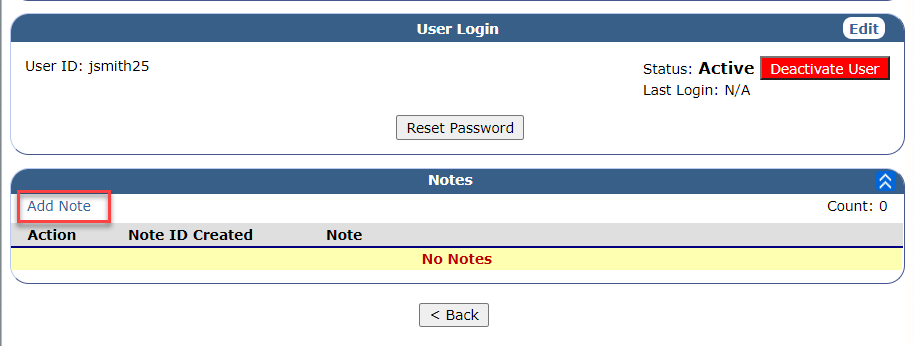 User Login Edit
User ID: jsmith25 Status: Active Deactivate User
Last Login: N/A
Reset Password
Notes
Add Note Count: 0
Action Note ID Created Note
No Notes
< Back